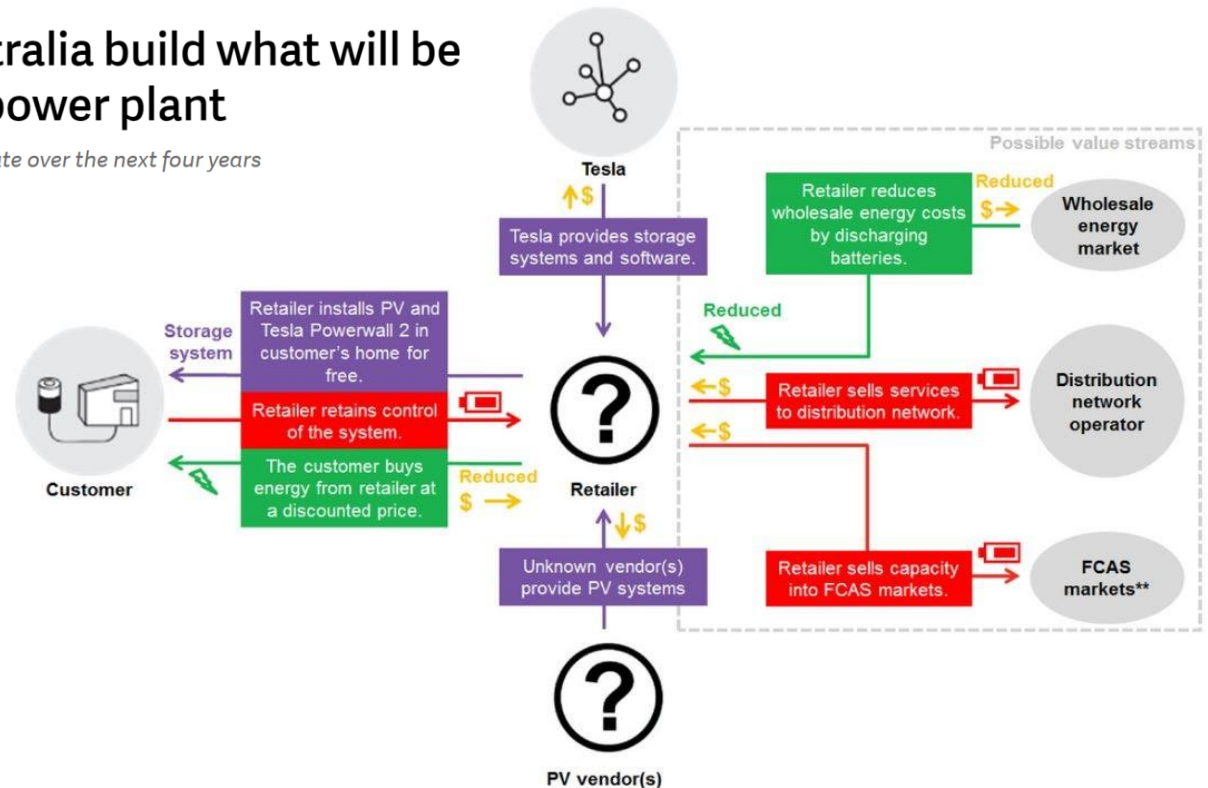 tralia build what will be
power plant
ate over the next four years
Tesla
$
Tesla provides storage
systems and software.
Possible value streams
Retailer reduces
wholesale energy costs
by discharging
batteries.
Reduced
$
Wholesale
energy
market
Reduced
Storage
system
Retailer installs PV and
Tesla Powerwall 2 in
customer's home for
free.
Retailer retains control
of the system.
The customer buys
energy from retailer at
a discounted price.
Reduced
$
Customer
?
Retailer
$
Retailer sells services
to distribution network.
Distribution
network
operator
$
Retailer sells capacity
into FCAS markets.
FCAS
markets**
$
Unknown vendor(s)
provide PV systems
?
PV vendor(s)